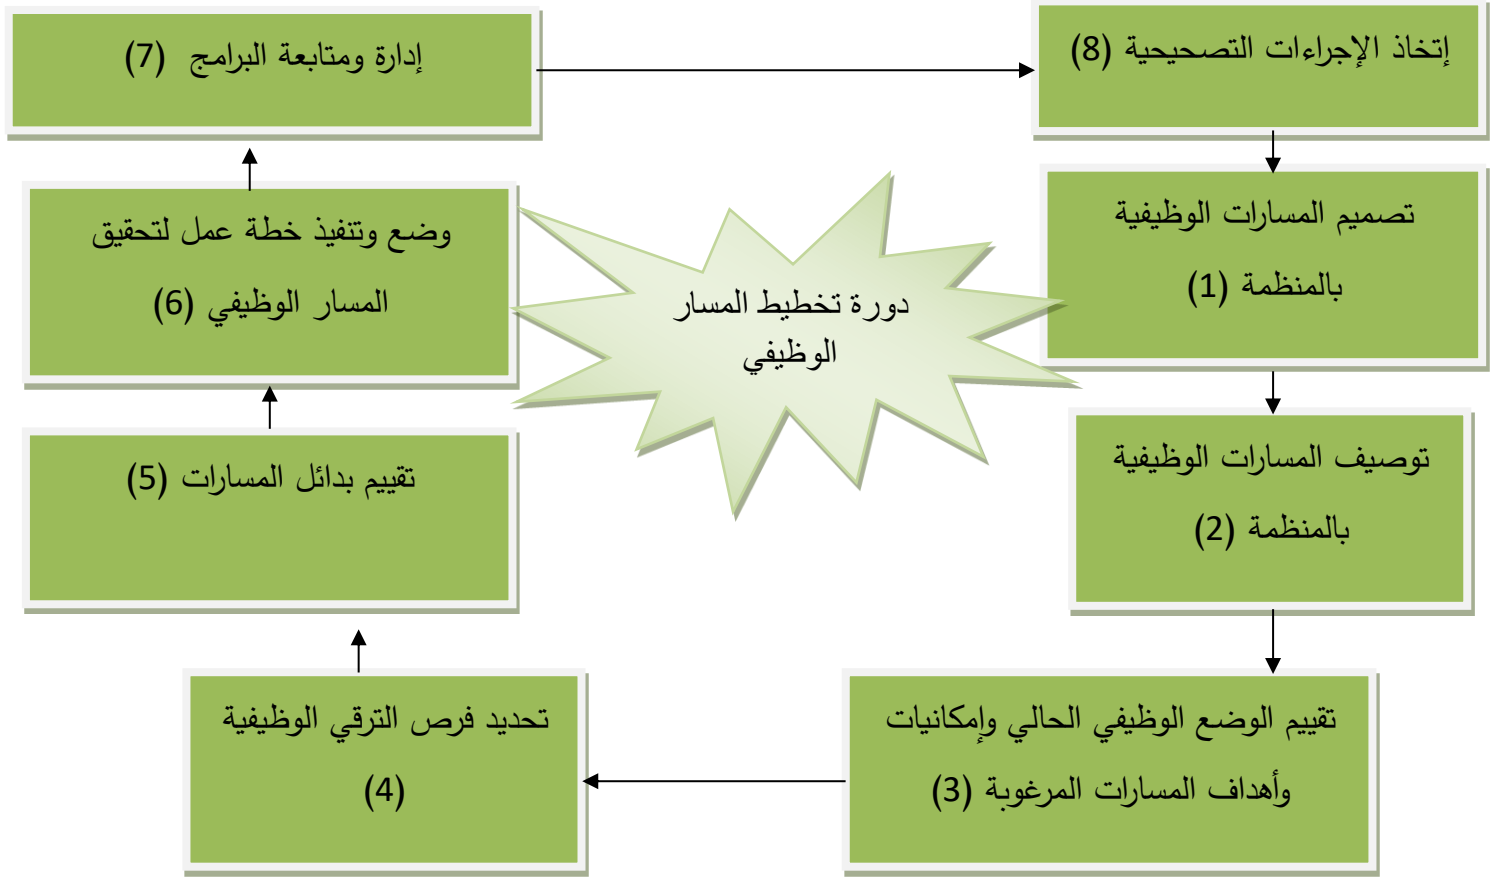 إتخاذ الإجراءات التصحيحية (8)
إدارة ومتابعة البرامج (7)
تصميم المسارات الوظيفية
بالمنظمة (1)
وضع وتنفيذ خطة عمل لتحقيق
المسار الوظيفي (6)
دورة تخطيط المسار
الوظيفي
توصيف المسارات الوظيفية
بالمنظمة (2)
تقييم بدائل المسارات (5)
تقييم الوضع الوظيفي الحالي وإمكانيات
وأهداف المسارات المرغوبة (3)
تحديد فرص الترقي الوظيفية
(4)